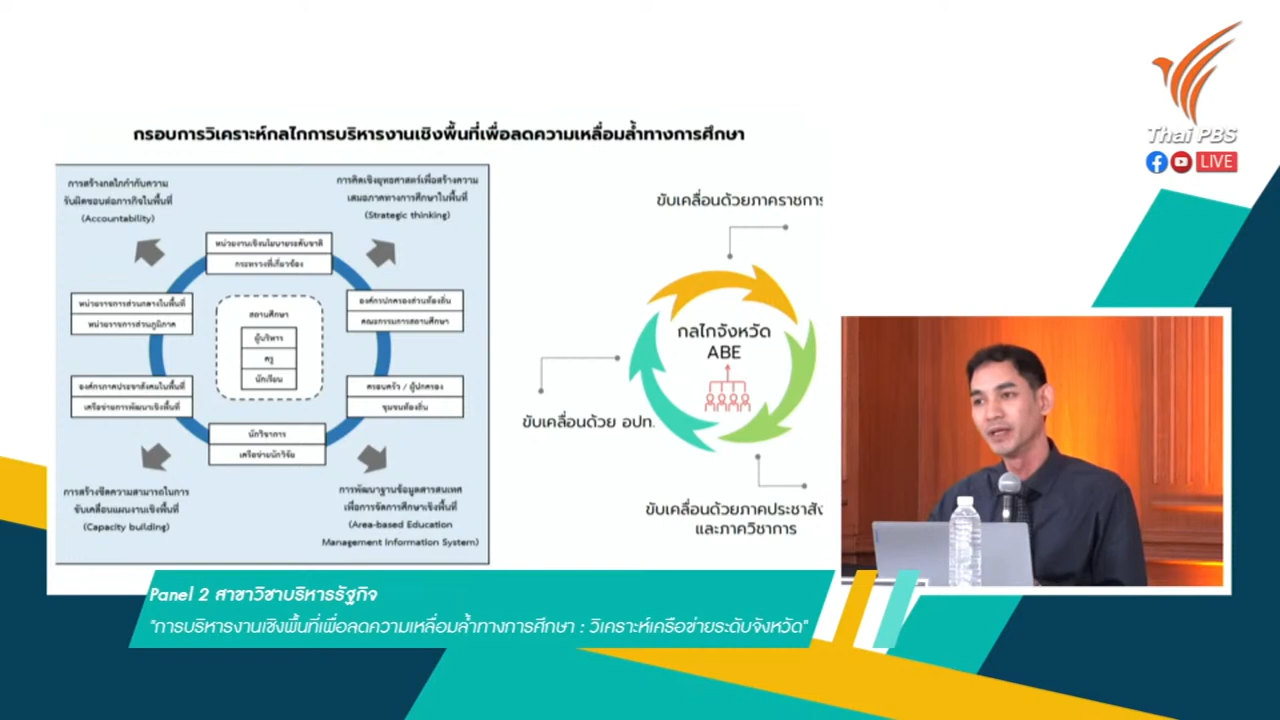 Thai PBS
LIVE
กรอบการวิเคราะห์กลไกการบริหารงานเชิงพื้นที่เพื่อลดความเหลื่อมล้ำทางการศึกษา
การสร้างกลไกกำกับความ
รับผิดชอบต่อภารกิจในพื้นที่
(Accountability)
การคิดเชิงยุทธศาสตร์เพื่อสร้างความ
เสมอภาคทางการศึกษาในพื้นที่
(Strategic thinking)
หน่วยงานเชิงนโยบายระดับชาติ
กระทรวงที่เกี่ยวข้อง
หน่วยราชการส่วนกลางในพื้นที่
หน่วยราชการส่วนภูมิภาค
องค์กรปกครองส่วนท้องถิ่น
คณะกรรมการสถานศึกษา
สถานศึกษา
ผู้บริหาร
ครู
นักเรียน
องค์กรภาคประชาสังคมในพื้นที่
เครือข่ายการพัฒนาเชิงพื้นที่
ครอบครัว / ผู้ปกครอง
ชุมชนท้องถิ่น
นักวิชาการ
เครือข่ายนักวิจัย
การสร้างขีดความสามารถในการ
ขับเคลื่อนแผนงานเชิงพื้นที่
(Capacity building)
การพัฒนาฐานข้อมูลสารสนเทศ
เพื่อการจัดการศึกษาเชิงพื้นที่
(Area-based Education
Management Information System)
ขับเคลื่อนด้วยภาคราชการ
กลไกจังหวัด
ABE
ขับเคลื่อนด้วย อปท.
ขับเคลื่อนด้วยภาคประชาสัง
และภาควิชาการ
Panel 2 สาขาวิชาบริหารรัฐกิจ
"การบริหารงานเชิงพื้นที่เพื่อลดความเหลื่อมล้ำทางการศึกษา : วิเคราะห์เครือข่ายระดับจังหวัด"